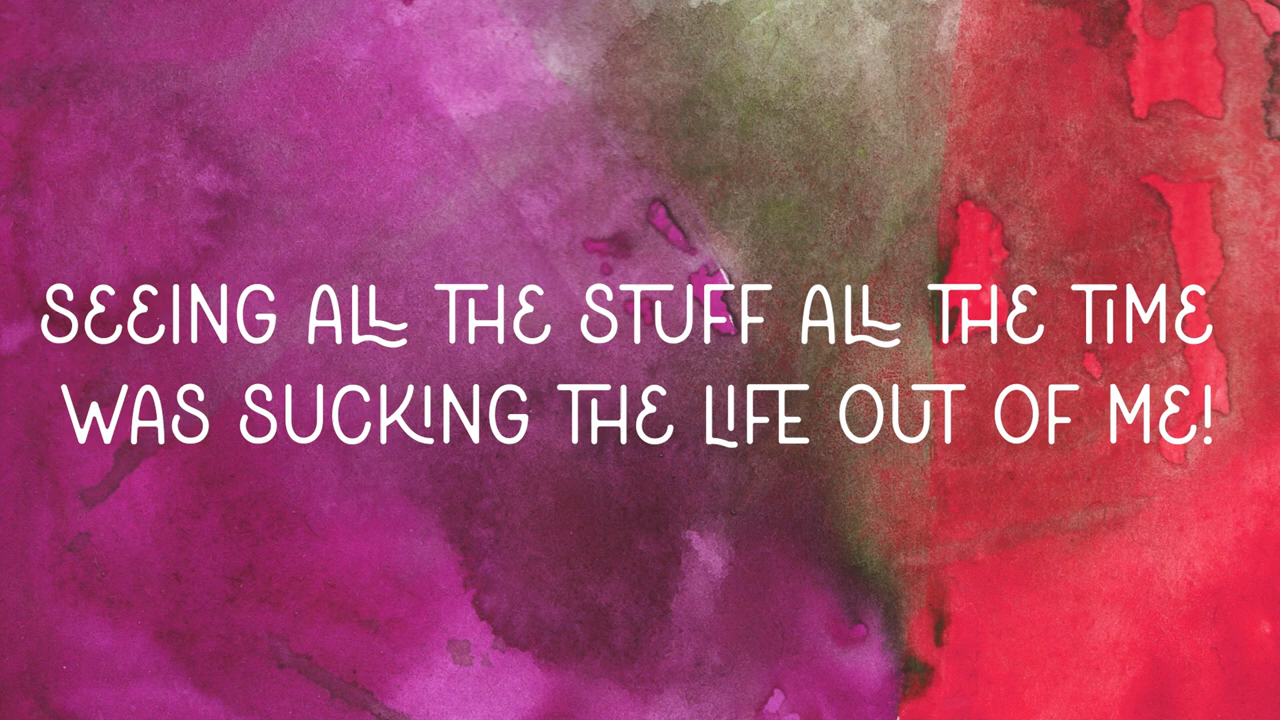 SEEING ALL THE STUFF ALL THE TIME
WAS SUCKING THE LIFE OUT OF ME!